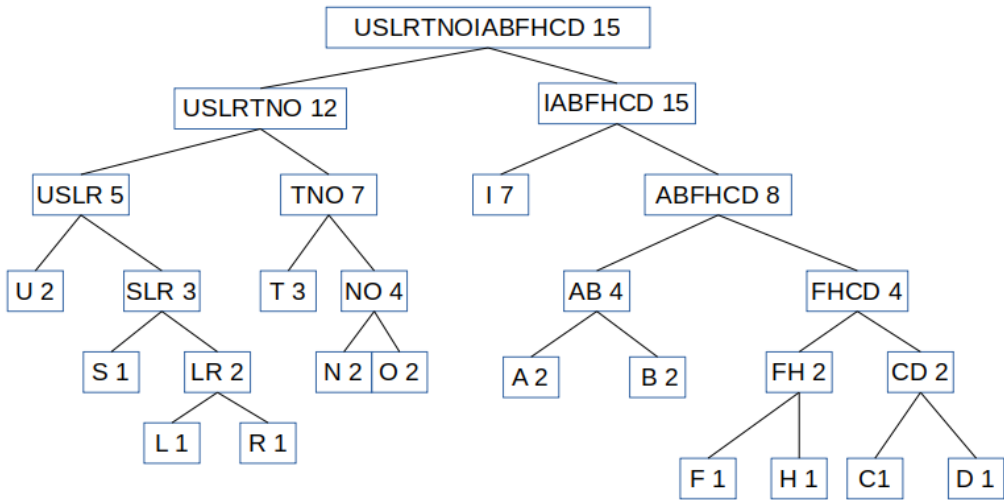 USLRTNOIABFHCD 15
USLRTNO 12
IABFHCD 15
USLR 5
TNO 7
I 7
ABFHCD 8
U 2
SLR 3
T 3
NO 4
AB 4
FHCD 4
S 1
LR 2
N 2
O 2
A 2
B 2
FH 2
CD 2
L 1
R 1
F 1
H 1
C1
D 1